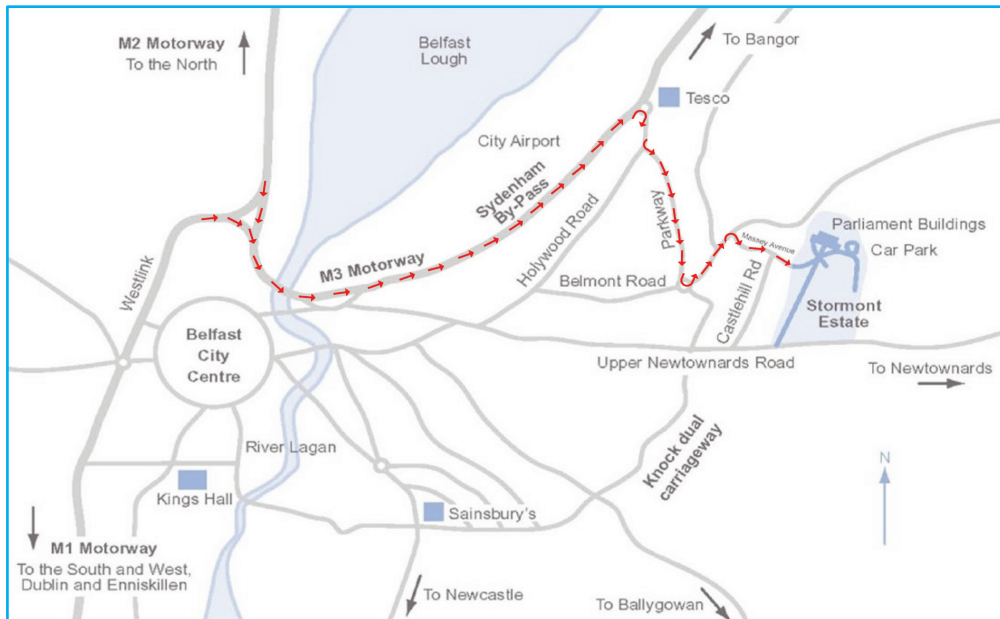 M2 Motorway
To the North
Belfast
Lough
To Bangor
Tesco
City Airport
Sydenham
By-Pass
Holywood Road
Parkway
Massey Avenue
Parliament Buildings
Car Park
Westlink
M3 Motorway
Belmont Road
Castlehill Rd
Stormont
Estate
Belfast
City
Centre
Upper Newtownards Road
To Newtownards
River Lagan
Knock dual
carriageway
N
Kings Hall
Sainsbury's
M1 Motorway
To the South and West,
Dublin and Enniskillen
To Newcastle
To Ballygowan